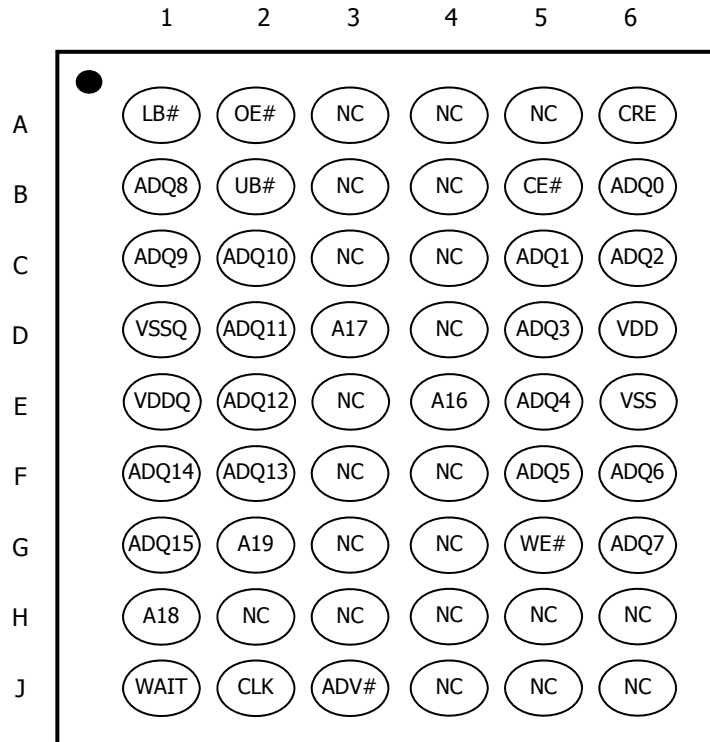 1 2 3 4 5 6
A LB# OE# NC NC NC CRE
B ADQ8 UB# NC NC CE# ADQ0
C ADQ9 ADQ10 NC NC ADQ1 ADQ2
D VSSQ ADQ11 A17 NC ADQ3 VDD
E VDDQ ADQ12 NC A16 ADQ4 VSS
F ADQ14 ADQ13 NC NC ADQ5 ADQ6
G ADQ15 A19 NC NC WE# ADQ7
H A18 NC NC NC NC NC
J WAIT CLK ADV# NC NC NC